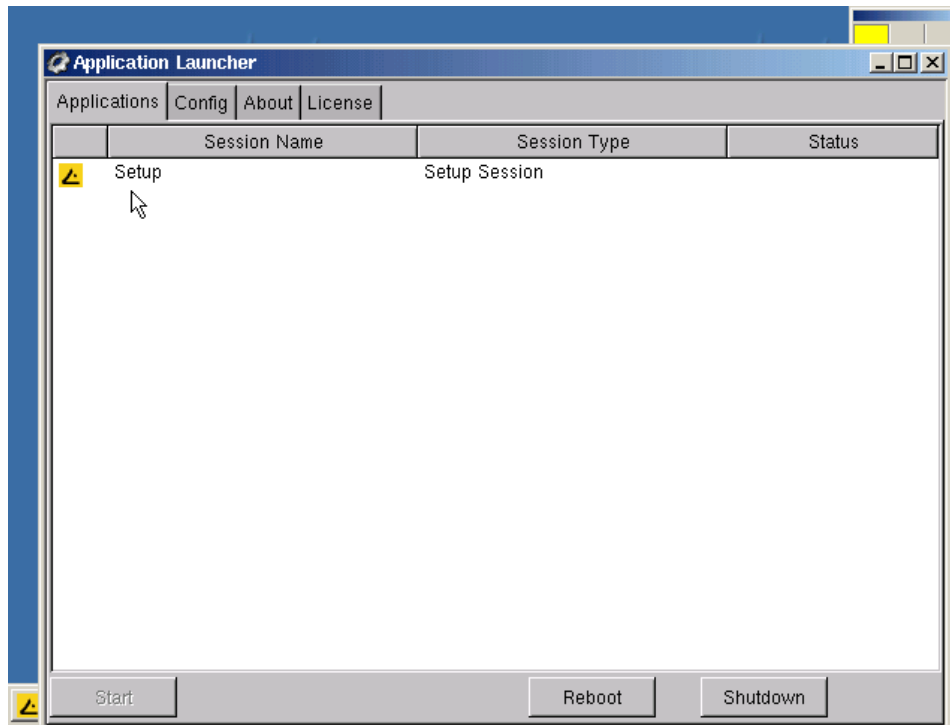 Application Launcher
Applications Config About License
Session Name Session Type Status
Setup Setup Session
Start Reboot Shutdown